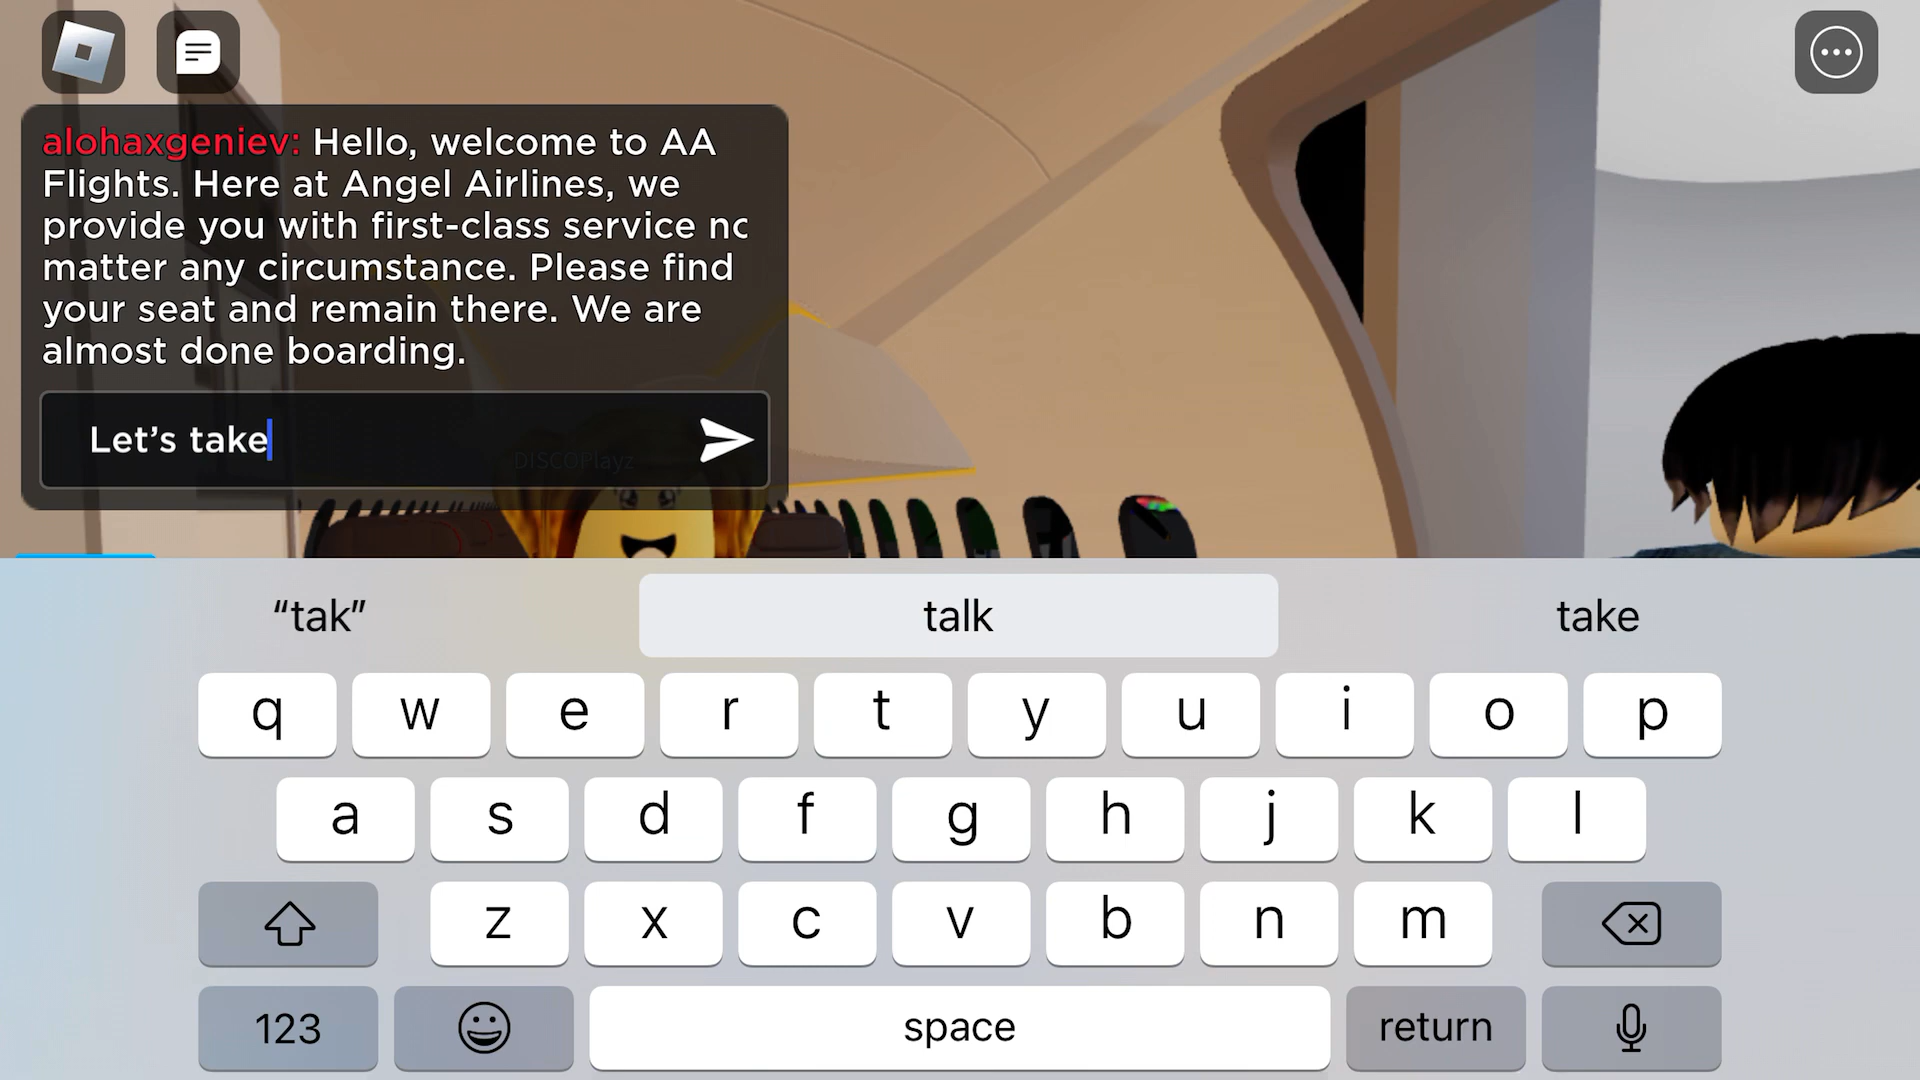 alohaxgeniev: Hello, welcome to AA
Flights. Here at Angel Airlines, we
provide you with first-class service no
matter any circumstance. Please find
your seat and remain there. We are
almost done boarding.
Let’s take
DISCOPlayz
“tak” talk take
q w e r t y u i o p
a s d f g h j k l
z x c v b n m
123 space return